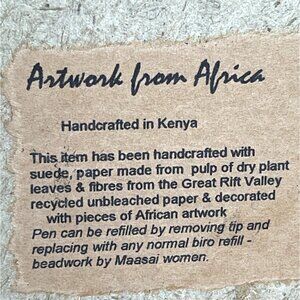 Artwork from Africa
Handcrafted in Kenya
This item has been handcrafted with
suede, paper made from pulp of dry plant
leaves & fibres from the Great Rift Valley
recycled unbleached paper & decorated
with pieces of African artwork
Pen can be refilled by removing tip and
replacing with any normal biro refill -
beadwork by Maasai women.